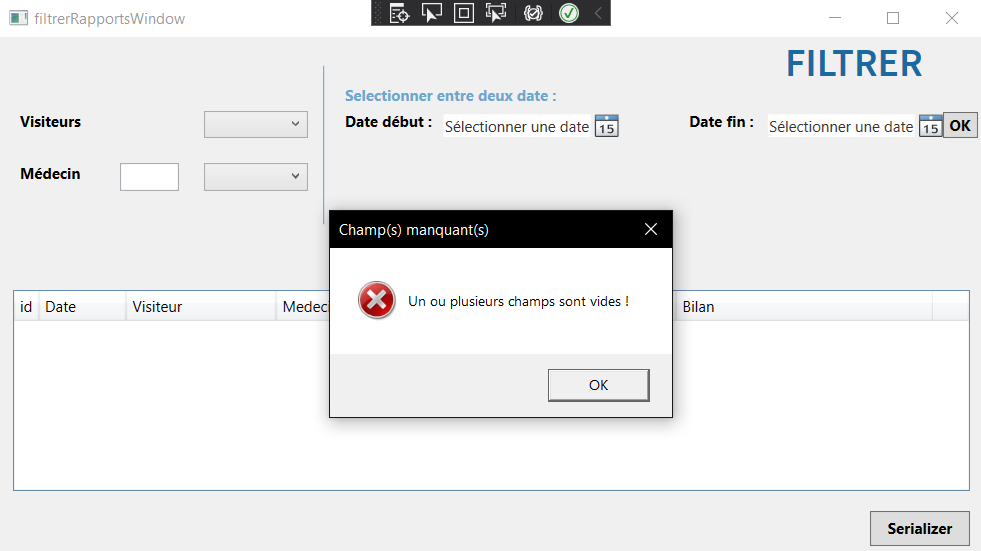 filtrerRapportsWindow
FILTRER
Selectionner entre deux date :
Visiteurs
Date début :
Sélectionner une date
15
Date fin :
Sélectionner une date
15
OK
Médecin
Champ(s) manquant(s)
Un ou plusieurs champs sont vides !
OK
id Date Visiteur Medeci Bilan
Serializer